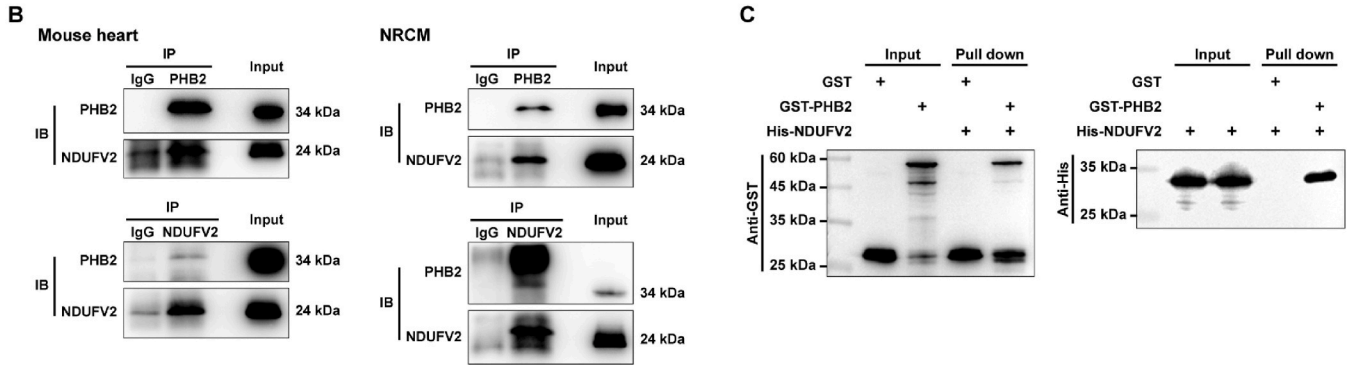 B
Mouse heart
IP
IgG PHB2 Input
PHB2 34 kDa
IB
NDUFV2 24 kDa
IP
IgG NDUFV2 Input
PHB2 34 kDa
IB
NDUFV2 24 kDa
NRCM
IP
IgG PHB2 Input
PHB2 34 kDa
IB
NDUFV2 24 kDa
IP
IgG NDUFV2 Input
PHB2 34 kDa
IB
NDUFV2 24 kDa
C
Input Pull down
GST + +
GST-PHB2 + +
His-NDUFV2 + +
Anti-GST
60 kDa
45 kDa
35 kDa
25 kDa
Input Pull down
GST +
GST-PHB2 +
His-NDUFV2 + + + +
Anti-His
35 kDa
25 kDa